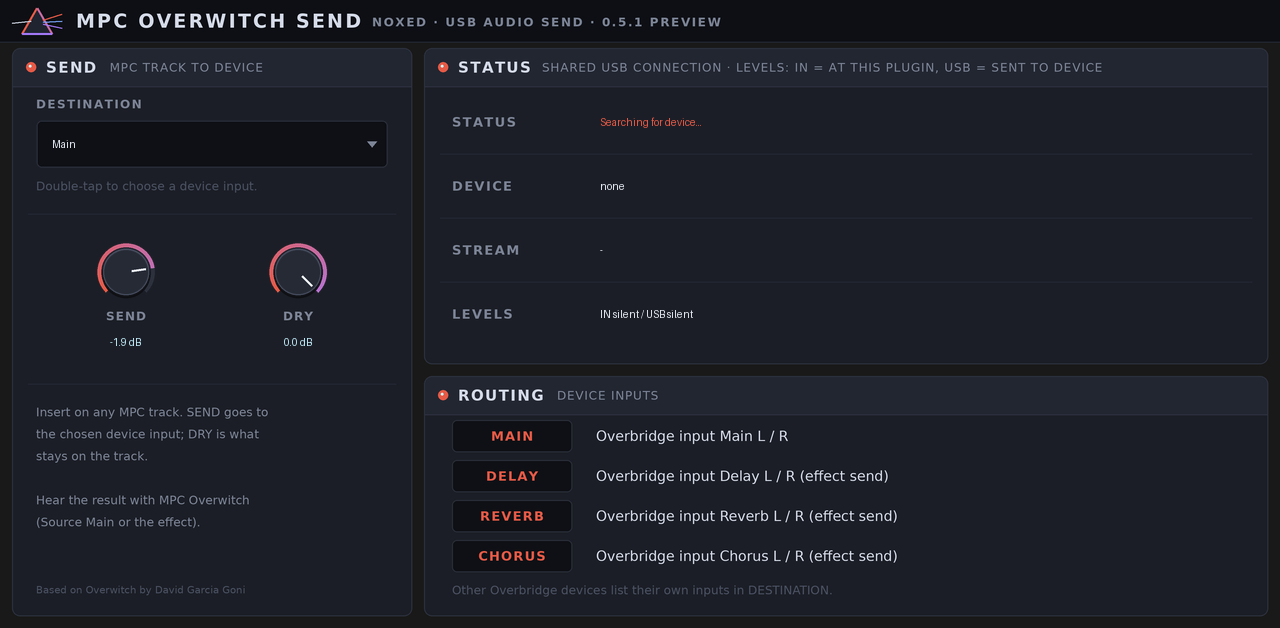 MPC OVERWITCH SEND NOXED · USB AUDIO SEND · 0.5.1 PREVIEW
SEND MPC TRACK TO DEVICE
DESTINATION
Main
Double-tap to choose a device input.
SEND DRY
-1.9 dB 0.0 dB
Insert on any MPC track. SEND goes to
the chosen device input; DRY is what
stays on the track.
Hear the result with MPC Overwitch
(Source Main or the effect).
Based on Overwitch by David Garcia Goni
STATUS SHARED USB CONNECTION · LEVELS: IN = AT THIS PLUGIN, USB = SENT TO DEVICE
STATUS Searching for device...
DEVICE none
STREAM -
LEVELS IN silent / USB silent
ROUTING DEVICE INPUTS
MAIN Overbridge input Main L / R
DELAY Overbridge input Delay L / R (effect send)
REVERB Overbridge input Reverb L / R (effect send)
CHORUS Overbridge input Chorus L / R (effect send)
Other Overbridge devices list their own inputs in DESTINATION.